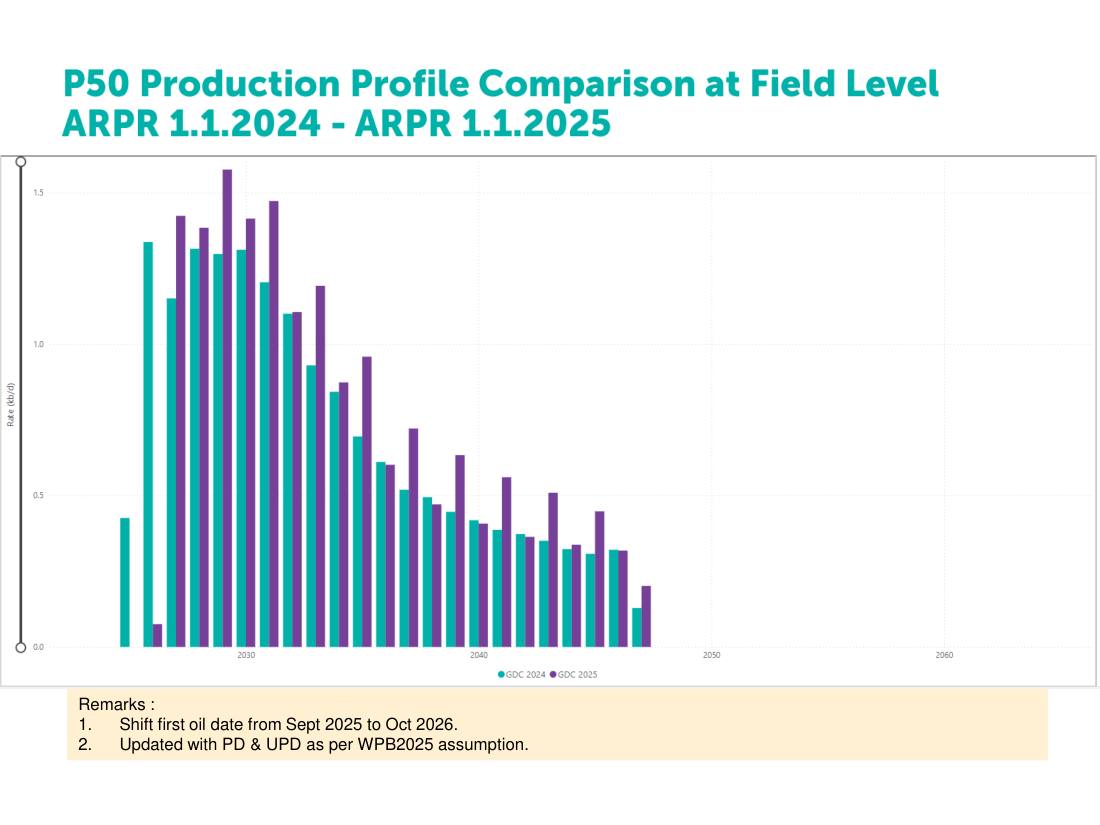 P50 Production Profile Comparison at Field Level
ARPR 1.1.2024 - ARPR 1.1.2025
1.5
1.0
Rate (kb/d)
0.5
0.0
2030 2040 2050 2060
GDC 2024 GDC 2025
Remarks :
1. Shift first oil date from Sept 2025 to Oct 2026.
2. Updated with PD & UPD as per WPB2025 assumption.